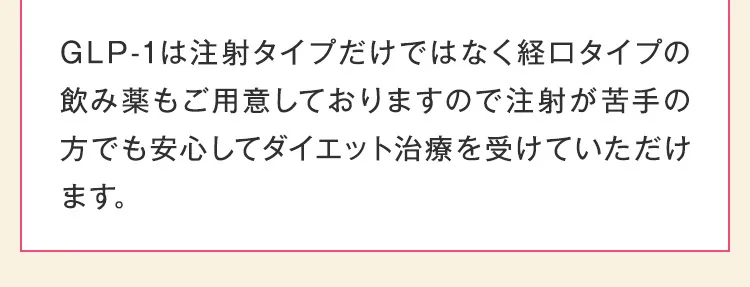 GLP-1は注射タイプだけではなく経口タイプの
飲み薬もご用意しておりますので注射が苦手の
方でも安心してダイエット治療を受けていただけ
ます。